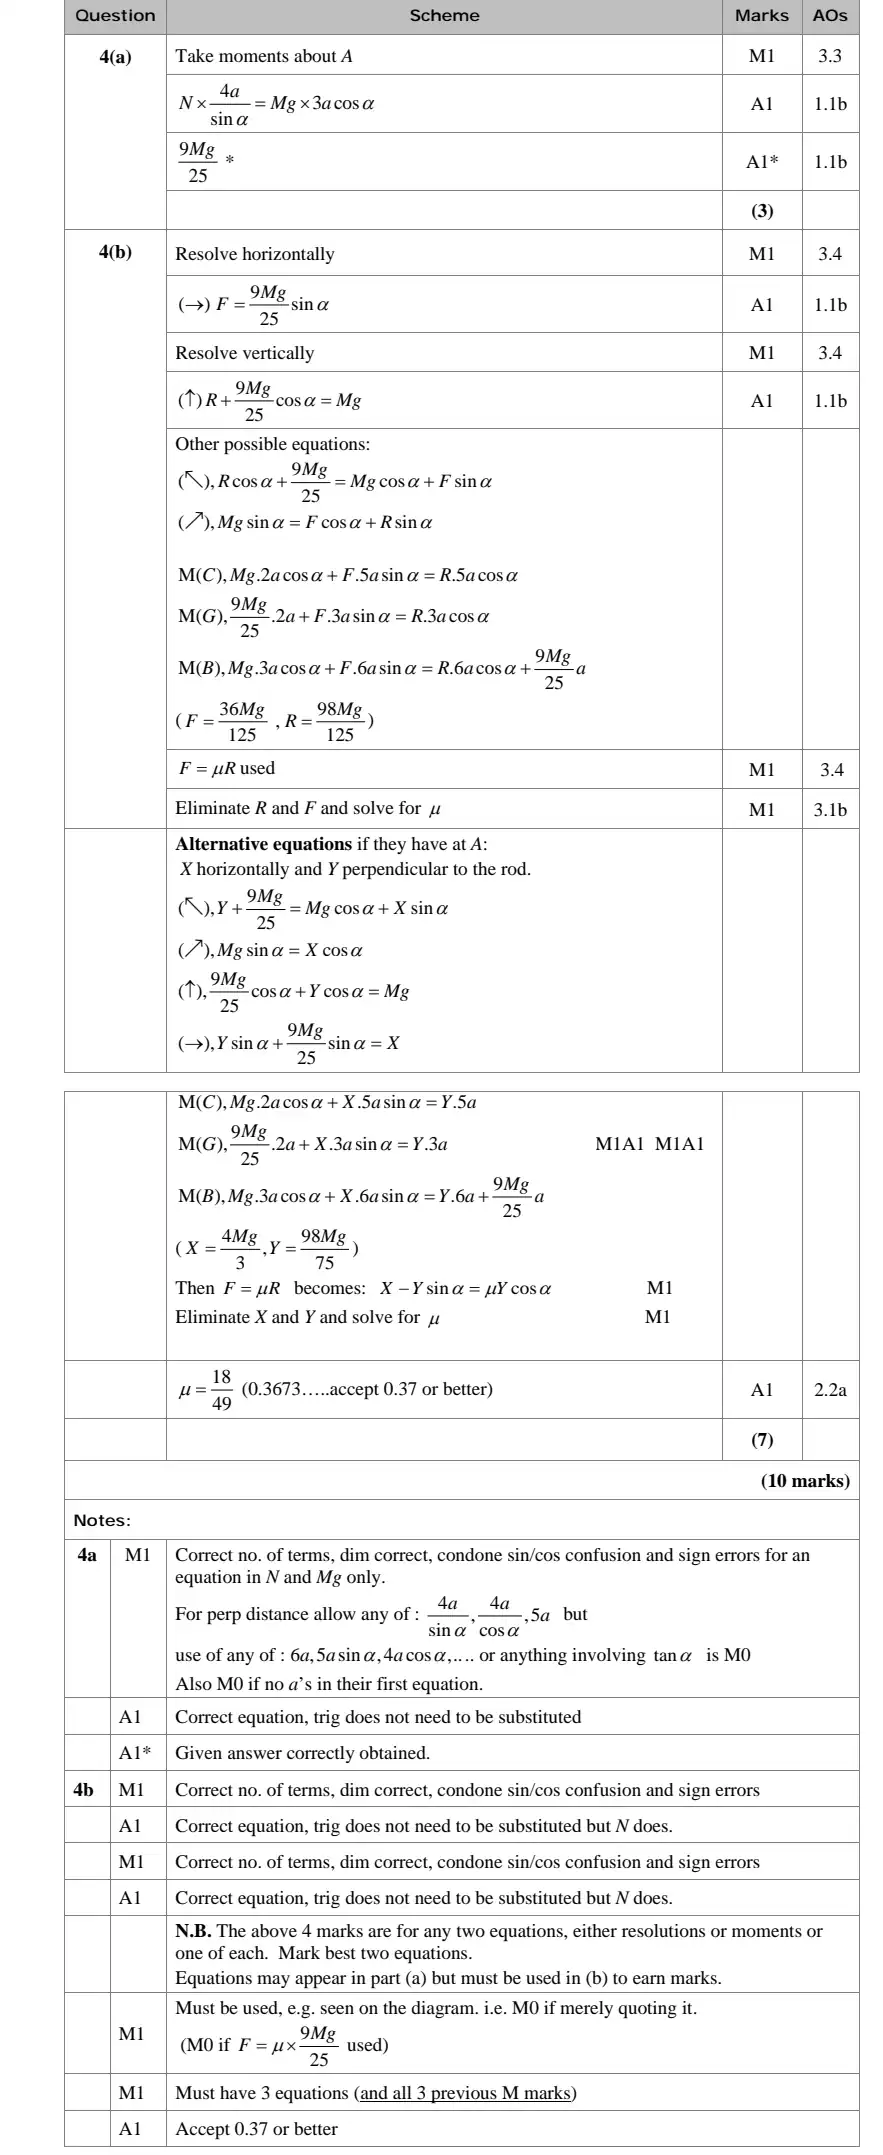 Question Scheme Marks AOs
4(a) Take moments about A M1 3.3
N × 4a/sin α = Mg × 3a cos α A1 1.1b
9Mg/25 * A1* 1.1b
(3)
4(b) Resolve horizontally M1 3.4
(→) F = 9Mg/25 sin α A1 1.1b
Resolve vertically M1 3.4
(↑) R + 9Mg/25 cos α = Mg A1 1.1b
Other possible equations:
(↖), R cos α + 9Mg/25 = Mg cos α + F sin α
(↗), Mg sin α = F cos α + R sin α
M(C), Mg.2a cos α + F.5a sin α = R.5a cos α
M(G), 9Mg/25 .2a + F.3a sin α = R.3a cos α
M(B), Mg.3a cos α + F.6a sin α = R.6a cos α + 9Mg/25 a
( F = 36Mg/125 , R = 98Mg/125 )
F = μR used M1 3.4
Eliminate R and F and solve for μ M1 3.1b
Alternative equations if they have at A:
X horizontally and Y perpendicular to the rod.
(↖), Y + 9Mg/25 = Mg cos α + X sin α
(↗), Mg sin α = X cos α
(↑), 9Mg/25 cos α + Y cos α = Mg
(→), Y sin α + 9Mg/25 sin α = X
M(C), Mg.2a cos α + X.5a sin α = Y.5a
M(G), 9Mg/25 .2a + X.3a sin α = Y.3a M1A1 M1A1
M(B), Mg.3a cos α + X.6a sin α = Y.6a + 9Mg/25 a
( X = 4Mg/3 , Y = 98Mg/75 )
Then F = μR becomes: X − Y sin α = μY cos α M1
Eliminate X and Y and solve for μ M1
μ = 18/49 (0.3673…..accept 0.37 or better) A1 2.2a
(7)
(10 marks)
Notes:
4a M1 Correct no. of terms, dim correct, condone sin/cos confusion and sign errors for an
equation in N and Mg only.
For perp distance allow any of : 4a/sin α , 4a/cos α , 5a but
use of any of : 6a, 5a sin α, 4a cos α,.... or anything involving tan α is M0
Also M0 if no a’s in their first equation.
A1 Correct equation, trig does not need to be substituted
A1* Given answer correctly obtained.
4b M1 Correct no. of terms, dim correct, condone sin/cos confusion and sign errors
A1 Correct equation, trig does not need to be substituted but N does.
M1 Correct no. of terms, dim correct, condone sin/cos confusion and sign errors
A1 Correct equation, trig does not need to be substituted but N does.
N.B. The above 4 marks are for any two equations, either resolutions or moments or
one of each. Mark best two equations.
Equations may appear in part (a) but must be used in (b) to earn marks.
M1 Must be used, e.g. seen on the diagram. i.e. M0 if merely quoting it.
(M0 if F = μ × 9Mg/25 used)
M1 Must have 3 equations (and all 3 previous M marks)
A1 Accept 0.37 or better